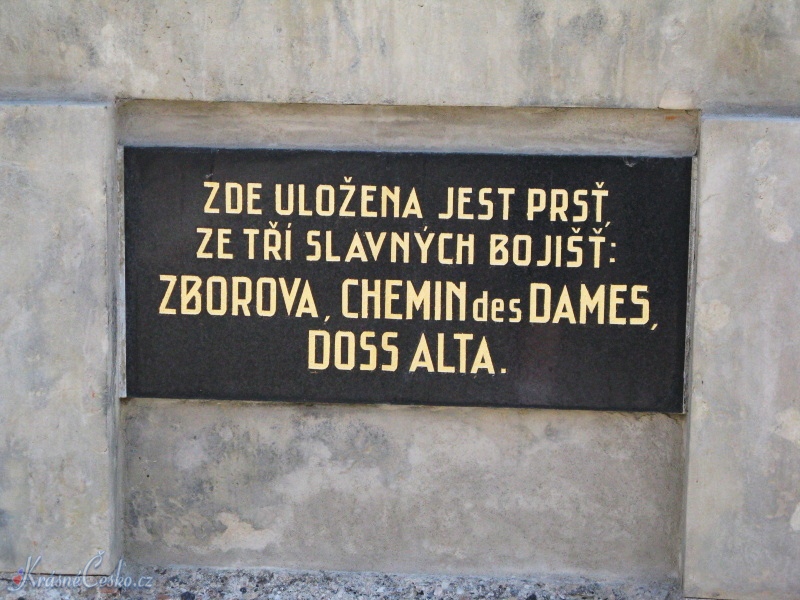 ZDE ULOŽENA JEST PRSŤ,
ZE TŘÍ SLAVNÝCH BOJIŠŤ:
ZBOROVA, CHEMIN des DAMES,
DOSS ALTA.
KrásnéČesko.cz